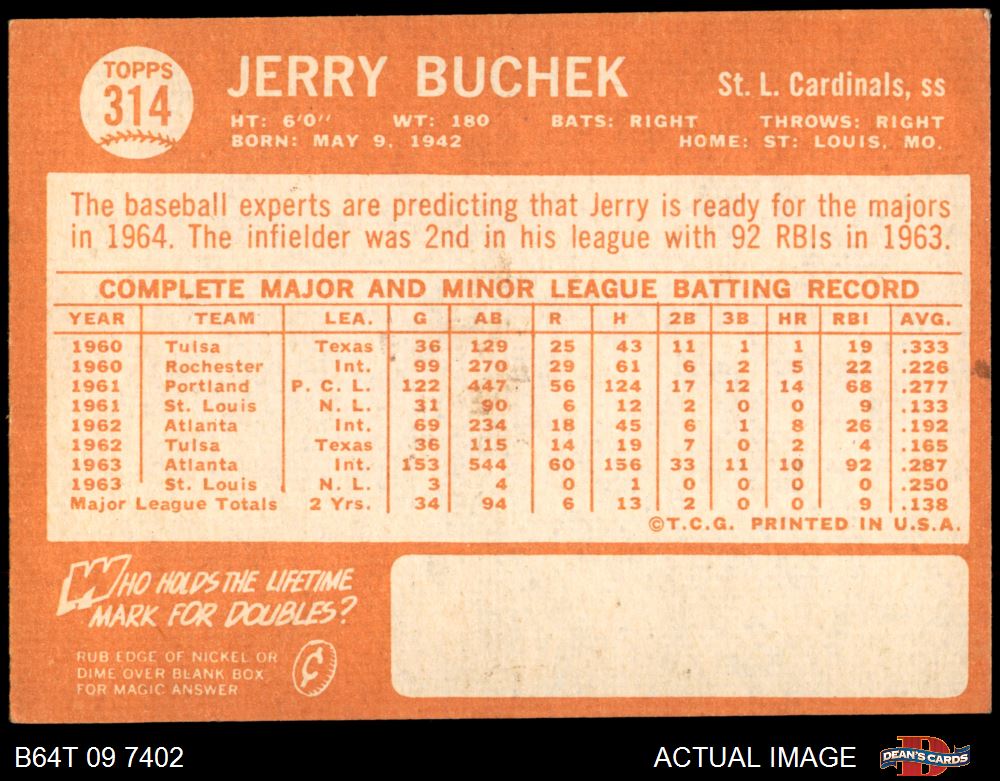 TOPPS
314
JERRY BUCHEK
St. L. Cardinals, SS
HT: 6'0" WT: 180 BATS: RIGHT THROWS: RIGHT
BORN: MAY 9, 1942 HOME: ST: LOUIS, MO.
The baseball experts are predicting that Jerry is ready for the majors
in 1964. The infielder was 2nd in his league with 92 RBIs in 1963.
COMPLETE MAJOR AND MINOR LEAGUE BATTING RECORD
YEAR TEAM LEA. G AB R H 2B 3B HR RBI AVG.
1960 Tulsa Texas 36 129 25 43 11 1 1 19 .333
1960 Rochester Int. 99 270 29 61 6 2 5 22 .226
1961 Portland P. C. L. 122 447 56 124 17 12 14 68 .277
1961 St. Louis N. L. 31 90 6 12 2 0 0 9 .133
1962 Atlanta Int. 69 234 18 45 6 1 8 26 .192
1962 Tulsa Texas 36 115 14 19 7 0 2 4 .165
1963 Atlanta Int. 153 544 60 156 33 11 10 92 .287
1963 St. Louis N. L. 3 4 0 1 0 0 0 0 .250
Major League Totals 2 Yrs. 34 94 6 13 2 0 0 9 .138
©T.C.G. PRINTED IN U.S.A.
WHO HOLDS THE LIFETIME
MARK FOR DOUBLES?
RUB EDGE OF NICKEL OR
DIME OVER BLANK BOX
FOR MAGIC ANSWER
¢
B64T 09 7402
ACTUAL IMAGE
D
DEAN'S CARDS